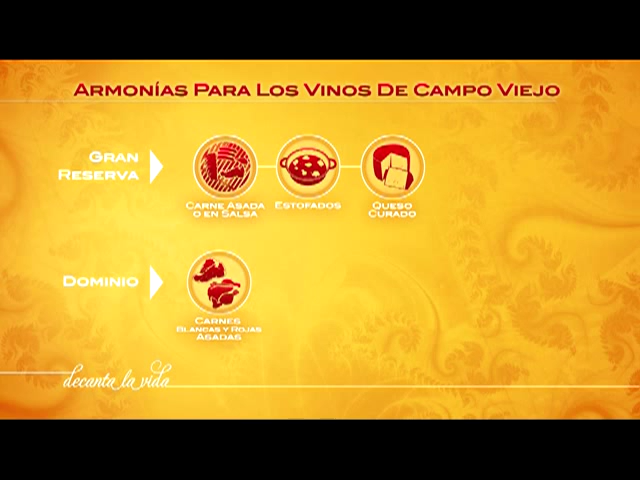 Armonías Para Los Vinos De Campo Viejo
Gran
Reserva
Carne Asada
o en Salsa
Estofados
Queso
Curado
Dominio
Carnes
Blancas y Rojas
Asadas
decanta la vida